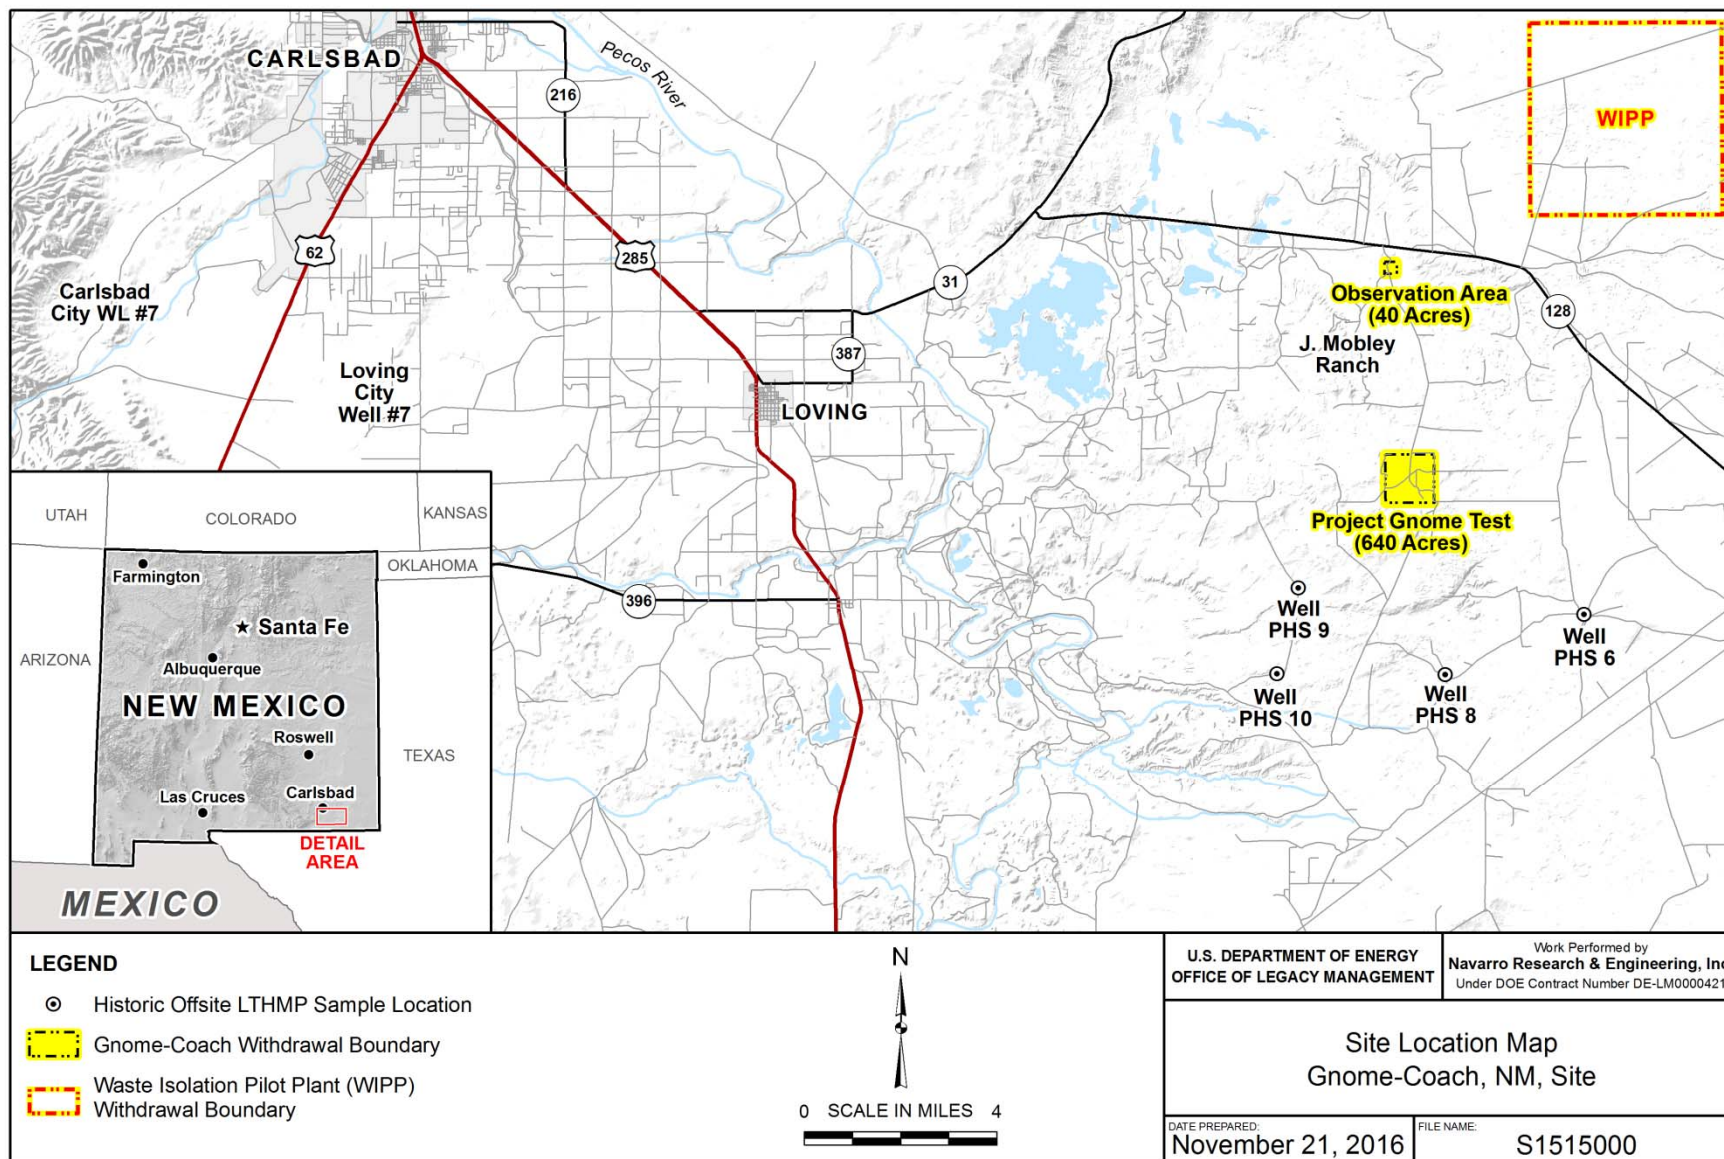 CARLSBAD
216
Pecos River
WIPP
62
285
31
Carlsbad
City WL #7
Observation Area
(40 Acres)
128
J. Mobley
Ranch
387
Loving
City
Well #7
LOVING
Project Gnome Test
(640 Acres)
396
Well
PHS 9
Well
PHS 6
Well
PHS 10
Well
PHS 8
UTAH
COLORADO
KANSAS
OKLAHOMA
Farmington
Santa Fe
ARIZONA
Albuquerque
NEW MEXICO
Roswell
TEXAS
Las Cruces
Carlsbad
DETAIL
AREA
MEXICO
LEGEND
Historic Offsite LTHMP Sample Location
Gnome-Coach Withdrawal Boundary
Waste Isolation Pilot Plant (WIPP)
Withdrawal Boundary
N
0 SCALE IN MILES 4
U.S. DEPARTMENT OF ENERGY
OFFICE OF LEGACY MANAGEMENT
Work Performed by
Navarro Research & Engineering, Inc
Under DOE Contract Number DE-LM0000421
Site Location Map
Gnome-Coach, NM, Site
DATE PREPARED:
November 21, 2016
FILE NAME:
S1515000